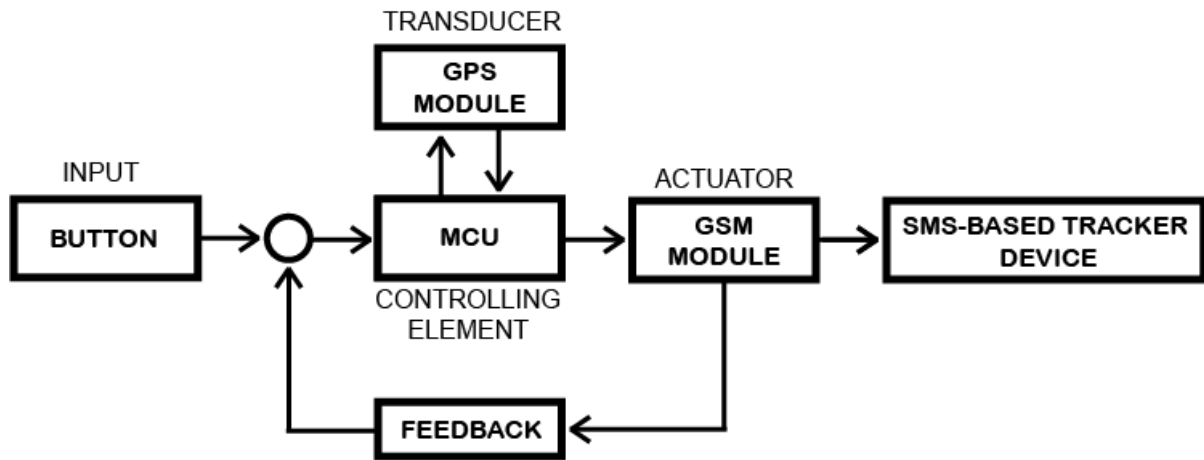 TRANSDUCER
GPS
MODULE
INPUT
BUTTON
MCU
CONTROLLING
ELEMENT
ACTUATOR
GSM
MODULE
SMS-BASED TRACKER
DEVICE
FEEDBACK